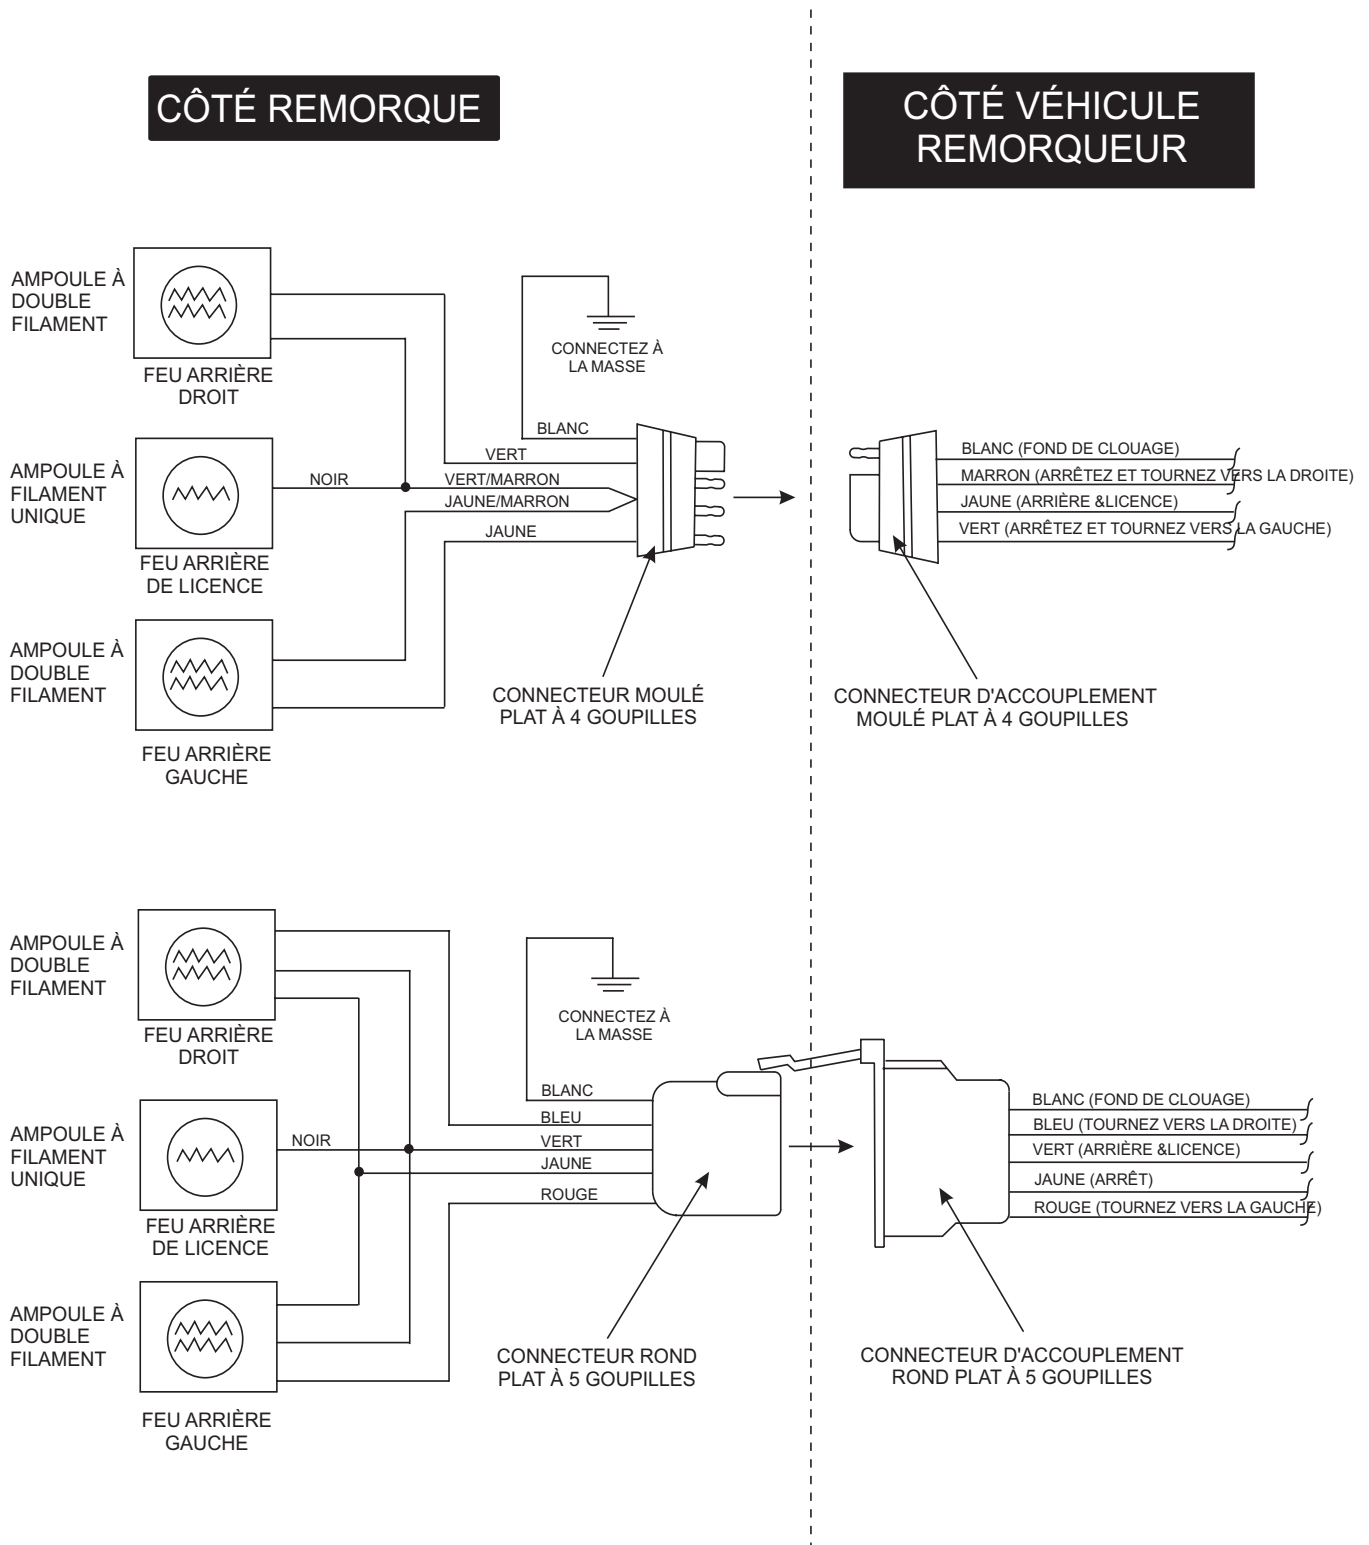 CÔTÉ REMORQUE
CÔTÉ VÉHICULE
REMORQUEUR
AMPOULE À
DOUBLE
FILAMENT
FEU ARRIÈRE
DROIT
CONNECTEZ À
LA MASSE
BLANC
VERT
NOIR
VERT/MARRON
JAUNE/MARRON
JAUNE
AMPOULE À
FILAMENT
UNIQUE
FEU ARRIÈRE
DE LICENCE
AMPOULE À
DOUBLE
FILAMENT
FEU ARRIÈRE
GAUCHE
CONNECTEUR MOULÉ
PLAT À 4 GOUPILLES
BLANC (FOND DE CLOUAGE)
MARRON (ARRÊTEZ ET TOURNEZ VERS LA DROITE)
JAUNE (ARRIÈRE &LICENCE)
VERT (ARRÊTEZ ET TOURNEZ VERS LA GAUCHE)
CONNECTEUR D'ACCOUPLEMENT
MOULÉ PLAT À 4 GOUPILLES
AMPOULE À
DOUBLE
FILAMENT
FEU ARRIÈRE
DROIT
CONNECTEZ À
LA MASSE
BLANC
BLEU
NOIR
VERT
JAUNE
ROUGE
AMPOULE À
FILAMENT
UNIQUE
FEU ARRIÈRE
DE LICENCE
AMPOULE À
DOUBLE
FILAMENT
FEU ARRIÈRE
GAUCHE
CONNECTEUR ROND
PLAT À 5 GOUPILLES
BLANC (FOND DE CLOUAGE)
BLEU (TOURNEZ VERS LA DROITE)
VERT (ARRIÈRE &LICENCE)
JAUNE (ARRÊT)
ROUGE (TOURNEZ VERS LA GAUCHE)
CONNECTEUR D'ACCOUPLEMENT
ROND PLAT À 5 GOUPILLES